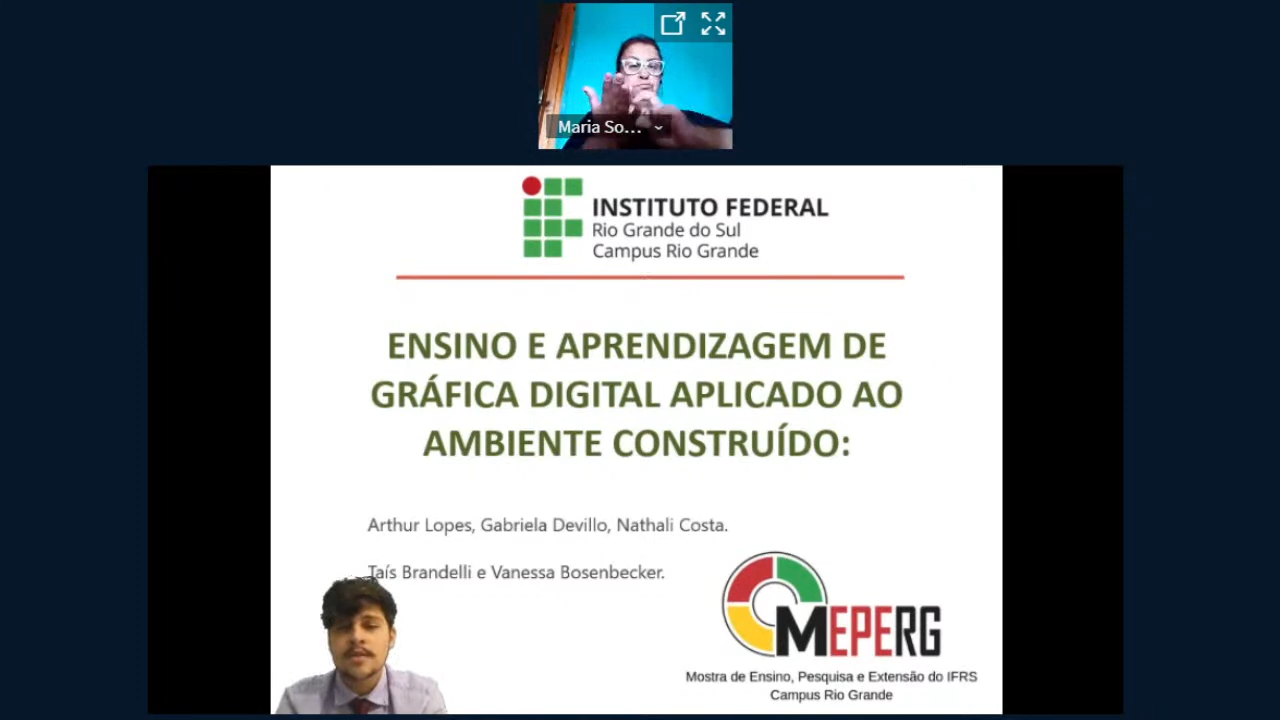 Maria So...
INSTITUTO FEDERAL
Rio Grande do Sul
Campus Rio Grande
ENSINO E APRENDIZAGEM DE
GRÁFICA DIGITAL APLICADO AO
AMBIENTE CONSTRUÍDO:
Arthur Lopes, Gabriela Devillo, Nathali Costa.
Taís Brandelli e Vanessa Bosenbecker.
MEPERG
Mostra de Ensino, Pesquisa e Extensão do IFRS
Campus Rio Grande